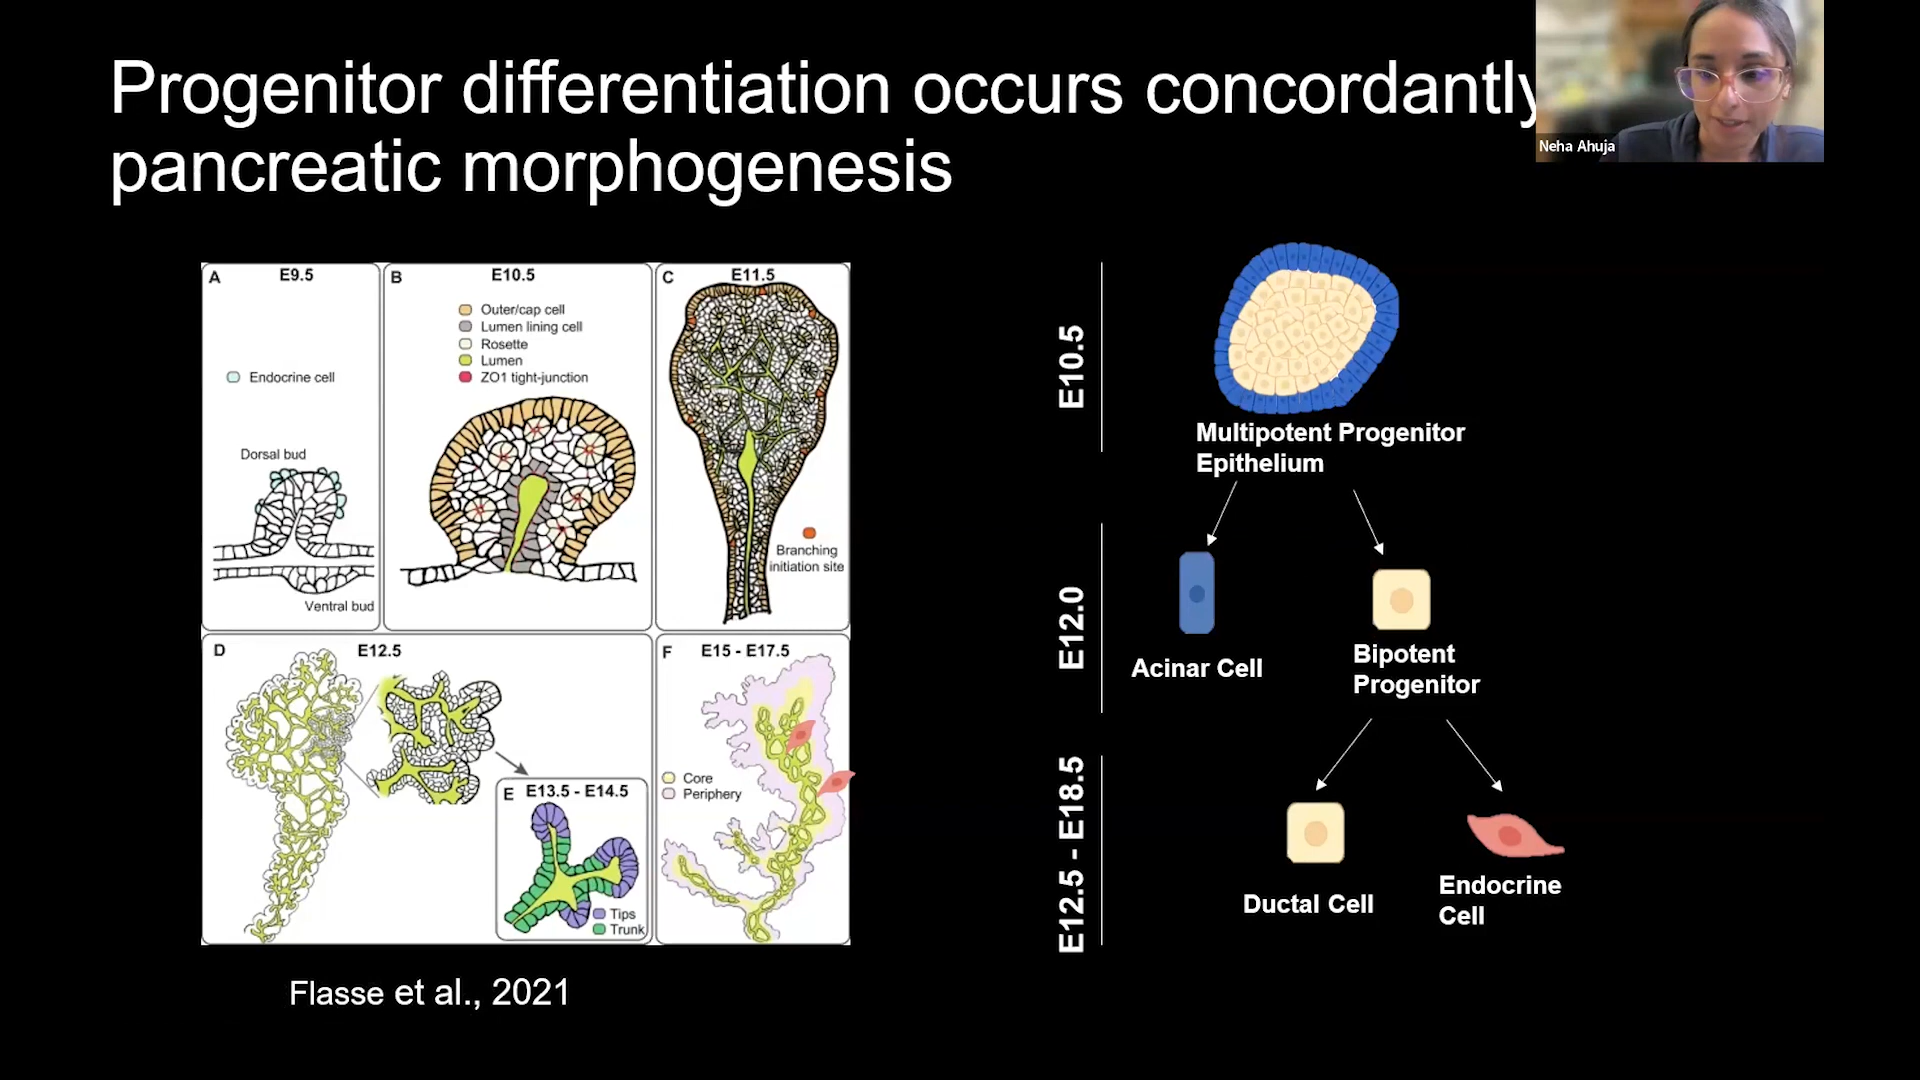 Progenitor differentiation occurs concordantly
pancreatic morphogenesis
Neha Ahuja
A
E9.5
Endocrine cell
Dorsal bud
Ventral bud
B
E10.5
Outer/cap cell
Lumen lining cell
Rosette
Lumen
ZO1 tight-junction
C
E11.5
Branching
initiation site
D
E12.5
E
E13.5 - E14.5
Tips
Trunk
F
E15 - E17.5
Core
Periphery
Flasse et al., 2021
E10.5
Multipotent Progenitor
Epithelium
E12.0
Acinar Cell
Bipotent
Progenitor
E12.5 - E18.5
Ductal Cell
Endocrine
Cell